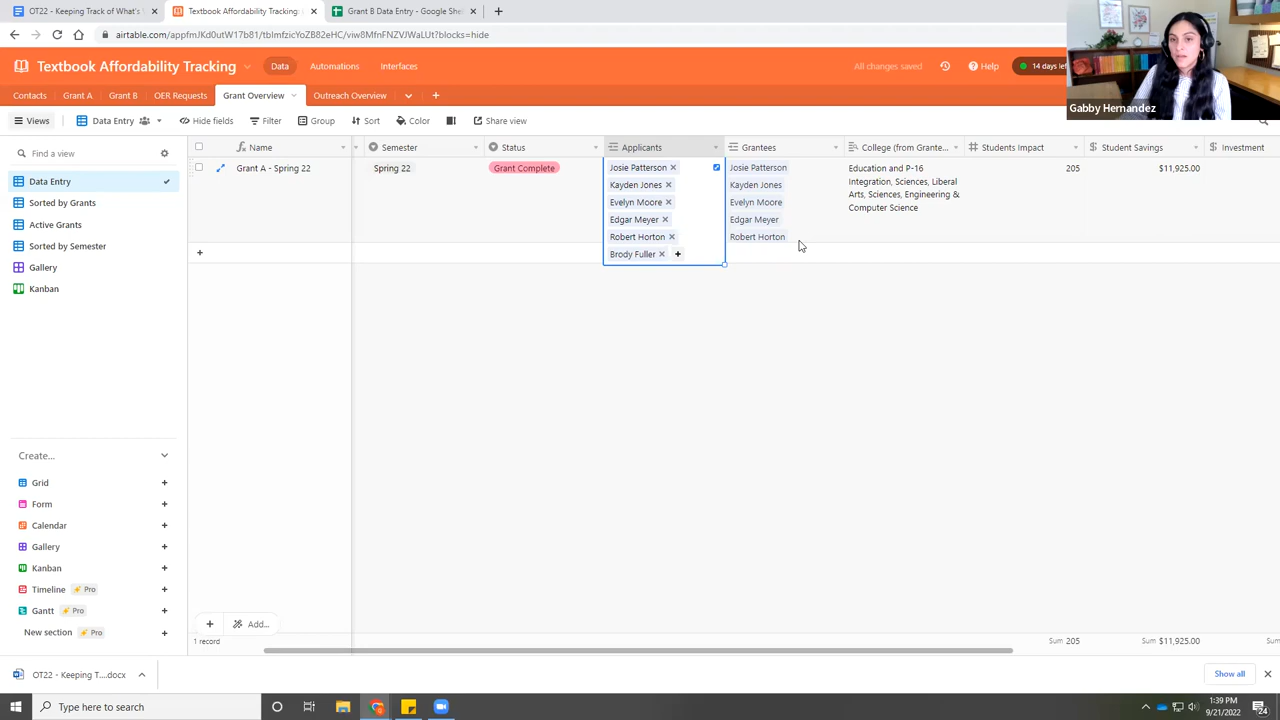 OT22 - Keeping Track of What's
Textbook Affordability Tracking:
Grant B Data Entry - Google She
airtable.com/appfmJKd0utW17b81/tblmfzicYoZB82eHC/viw8MfnFNZVJWaLUt?blocks=hide
Textbook Affordability Tracking
Data
Automations
Interfaces
All changes saved
Help
14 days left
Gabby Hernandez
Contacts
Grant A
Grant B
OER Requests
Grant Overview
Outreach Overview
Views
Data Entry
Hide fields
Filter
Group
Sort
Color
Share view
Find a view
Name
Semester
Status
Applicants
Grantees
College (from Grante...
Students Impact
Student Savings
Investment
Data Entry
Sorted by Grants
Active Grants
Sorted by Semester
Gallery
Kanban
Grant A - Spring 22
Spring 22
Grant Complete
Josie Patterson
Kayden Jones
Evelyn Moore
Edgar Meyer
Robert Horton
Brody Fuller
Josie Patterson
Kayden Jones
Evelyn Moore
Edgar Meyer
Robert Horton
Education and P-16
Integration, Sciences, Liberal
Arts, Sciences, Engineering &
Computer Science
205
$11,925.00
Create...
Grid
Form
Calendar
Gallery
Kanban
Timeline Pro
Gantt Pro
New section Pro
Add...
1 record
Sum 205
Sum $11,925.00
Sum
OT22 - Keeping T....docx
Show all
Type here to search
1:39 PM
9/21/2022
24